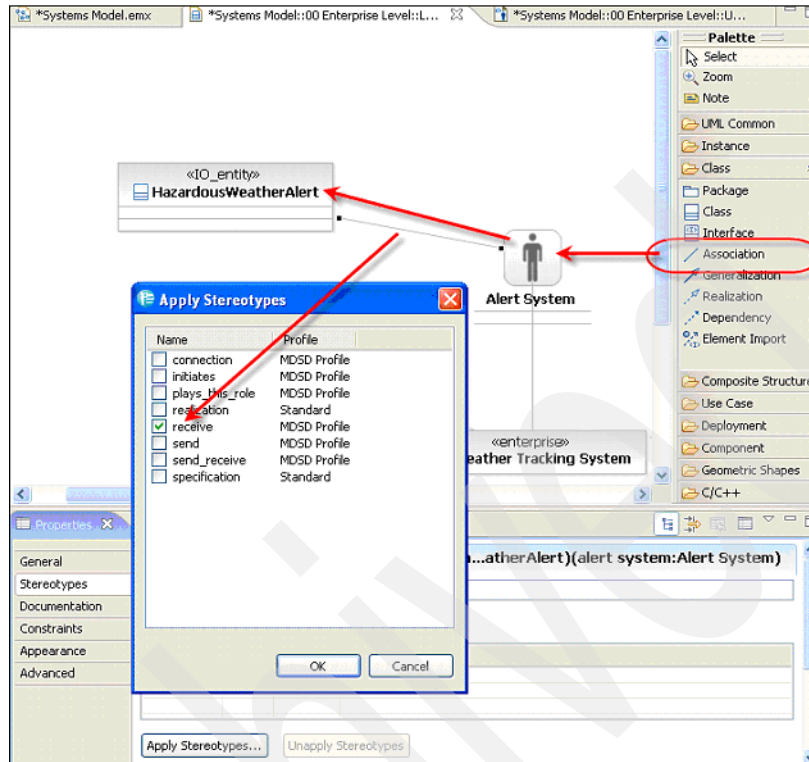 *Systems Model.emx
*Systems Model::00 Enterprise Level::L...
*Systems Model::00 Enterprise Level::U...
Palette
Select
Zoom
Note
UML Common
Instance
Class
Package
Class
Interface
Association
Generalization
Realization
Dependency
Element Import
Composite Structure
Use Case
Deployment
Component
Geometric Shapes
C/C++
«IO_entity»
HazardousWeatherAlert
Alert System
«enterprise»
eather Tracking System
Apply Stereotypes
Name Profile
connection MDSD Profile
initiates MDSD Profile
plays_this_role MDSD Profile
realization Standard
receive MDSD Profile
send MDSD Profile
send_receive MDSD Profile
specification Standard
OK Cancel
Properties
General
Stereotypes
Documentation
Constraints
Appearance
Advanced
...atherAlert)(alert system:Alert System)
Apply Stereotypes... Unapply Stereotypes